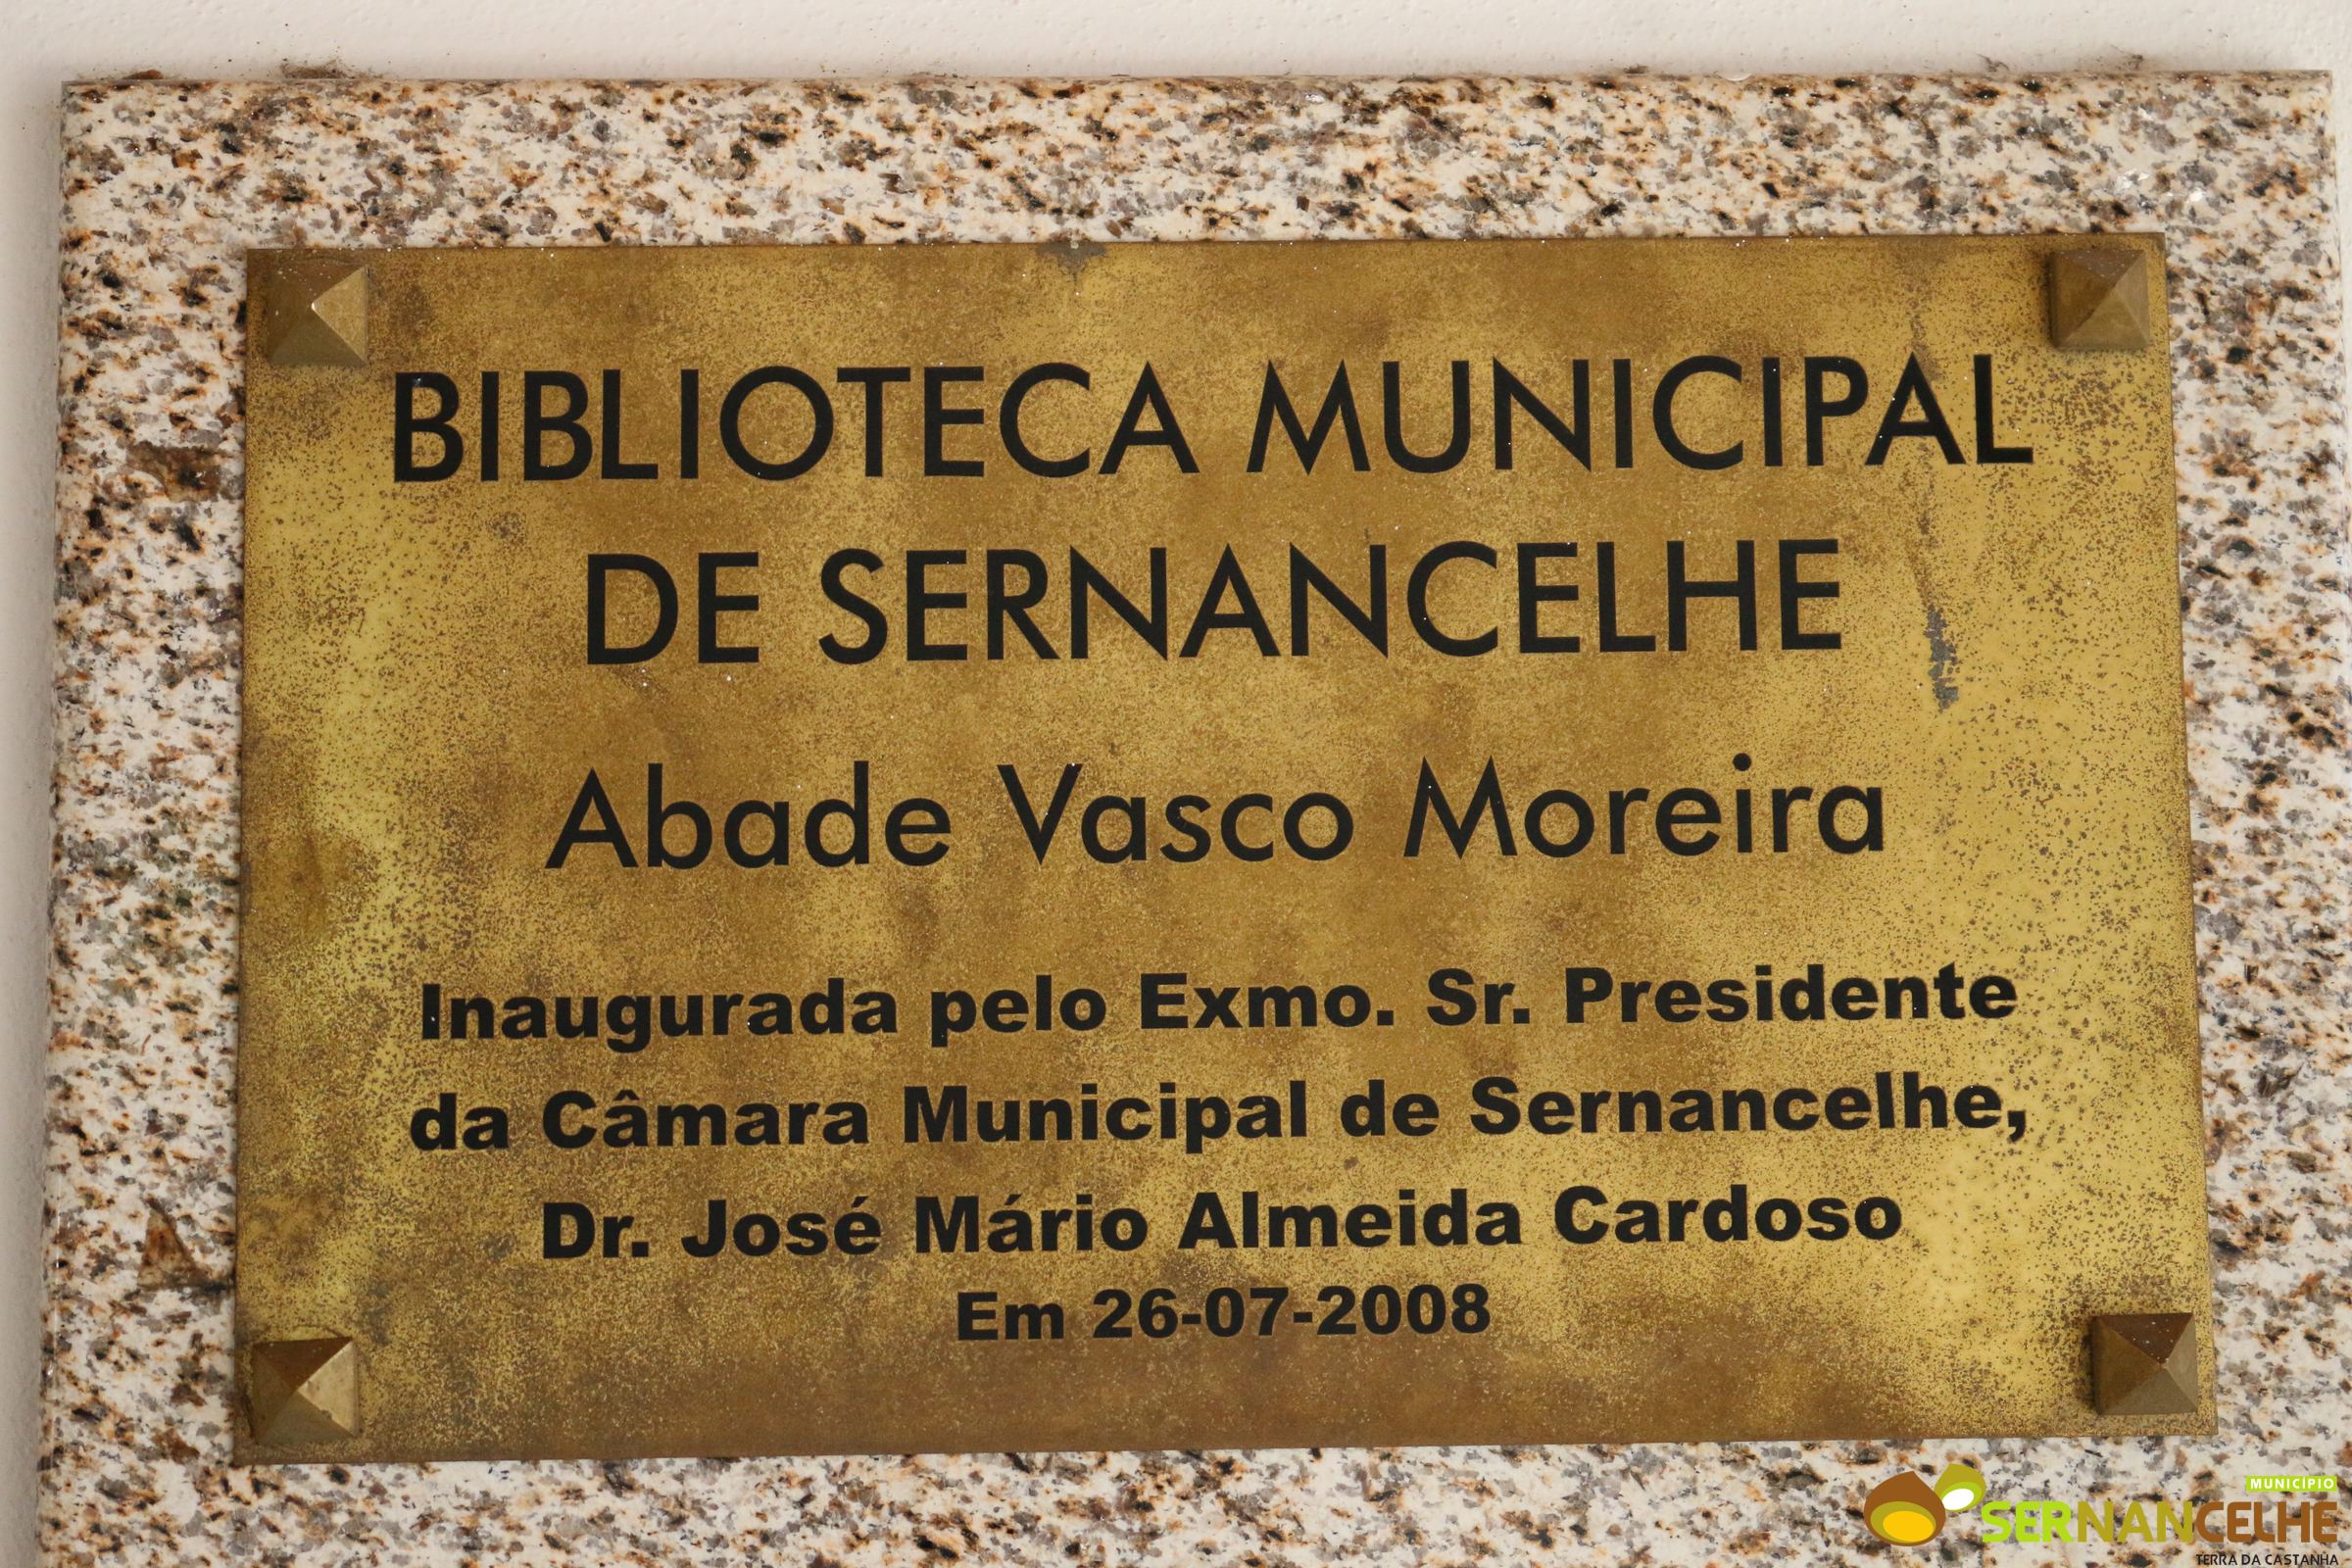 BIBLIOTECA MUNICIPAL
DE SERNANCELHE
Abade Vasco Moreira
Inaugurada pelo Exmo. Sr. Presidente
da Câmara Municipal de Sernancelhe,
Dr. José Mário Almeida Cardoso
Em 26-07-2008
MUNICÍPIO
SERNANCELHE
TERRA DA CASTANHA